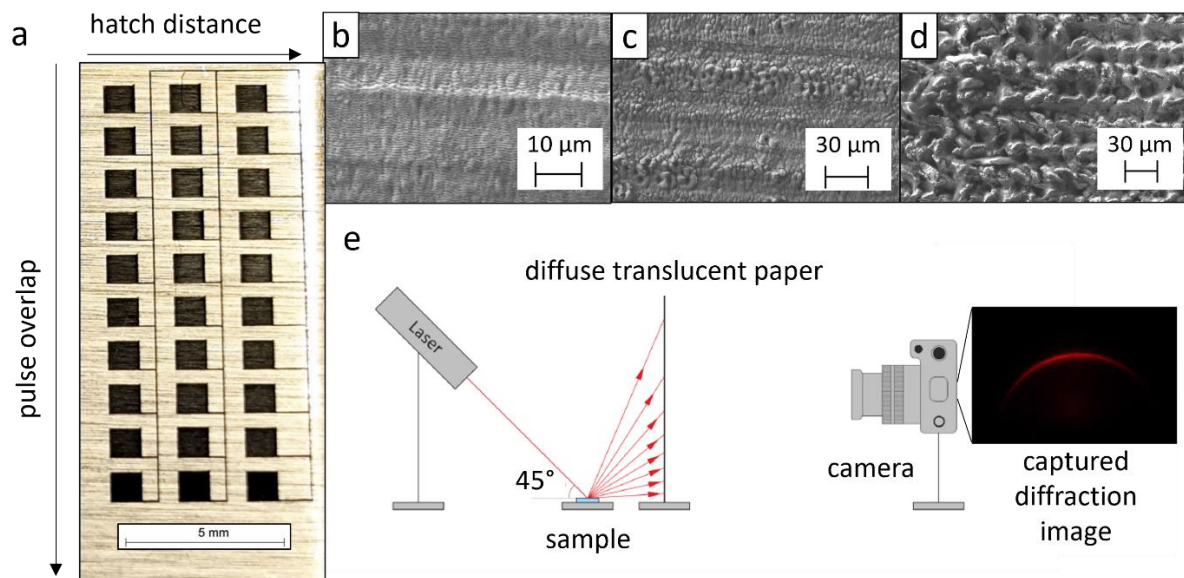 a
hatch distance
pulse overlap
5 mm
b
10 µm
c
30 µm
d
30 µm
e
diffuse translucent paper
Laser
45°
sample
camera
captured
diffraction
image